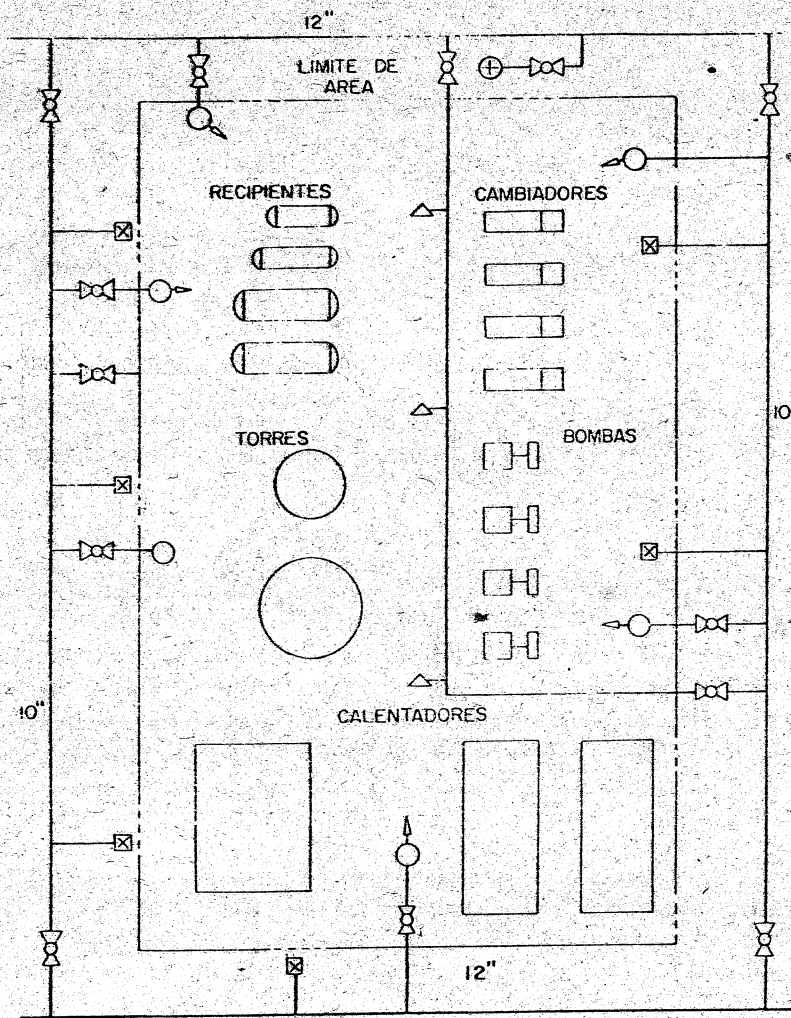 12"
LIMITE DE
AREA
RECIPIENTES
CAMBIADORES
10
TORRES
BOMBAS
10"
CALENTADORES
12"